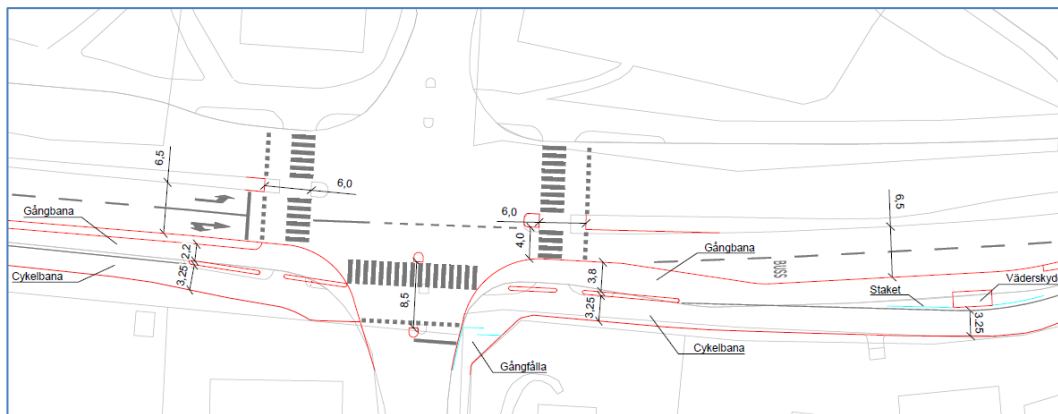 6,5
6,0
Gångbana
2,2
Cykelbana
3,25
8,5
6,0
4,0
Gångbana
3,8
3,25
BUSS
6,5
Staket
Väderskyd
3,25
Cykelbana
Gångfålla